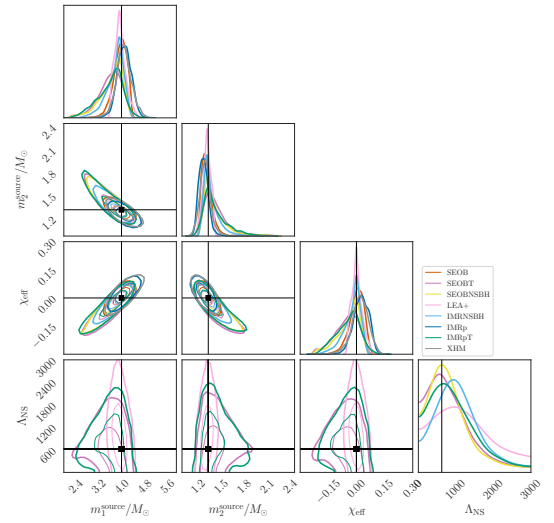 2.4
2.1
1.8
1.5
1.2
m_2^source/M_⊙
0.30
0.15
0.00
−0.15
χ_eff
SEOB
SEOBT
SEOBNSBH
LEA+
IMRNSBH
IMRp
IMRpT
XHM
3000
2400
1800
1200
600
Λ_NS
2.4 3.2 4.0 4.8 5.6
1.2 1.5 1.8 2.1 2.4
−0.15 0.00 0.15 0.30
0 1000 2000 3000
m_1^source/M_⊙
m_2^source/M_⊙
χ_eff
Λ_NS